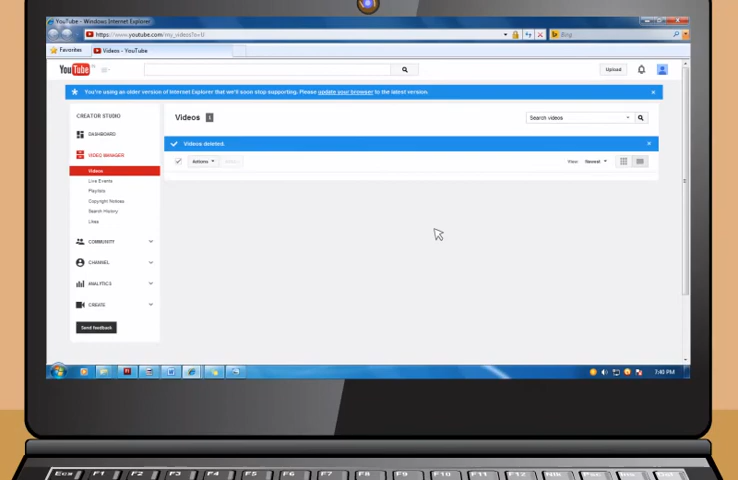 YouTube - Windows Internet Explorer
https://www.youtube.com/my_videos?o=U
Bing
Favorites
Videos - YouTube
YouTube
Upload
You're using an older version of Internet Explorer that we'll soon stop supporting. Please update your browser to the latest version.
CREATOR STUDIO
DASHBOARD
VIDEO MANAGER
Videos
Live Events
Playlists
Copyright Notices
Search History
Likes
COMMUNITY
CHANNEL
ANALYTICS
CREATE
Send feedback
Videos
Search videos
Videos deleted.
Actions
View: Newest
7:45 PM
Esc F1 F2 F3 F4 F5 F6 F7 F8 F9 F10 F11 F12